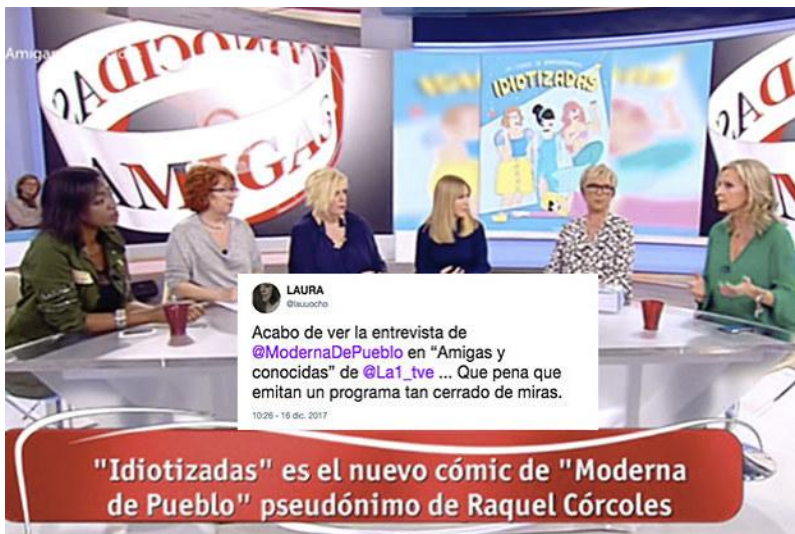 Amigas
CONOCIDAS
AMIGAS
IDIOTIZADAS
LAURA
@lauuocho
Acabo de ver la entrevista de
@ModernaDePueblo en “Amigas y
conocidas” de @La1_tve ... Que pena que
emitan un programa tan cerrado de miras.
10:26 - 16 dic. 2017
"Idiotizadas" es el nuevo cómic de "Moderna
de Pueblo" pseudónimo de Raquel Córcoles